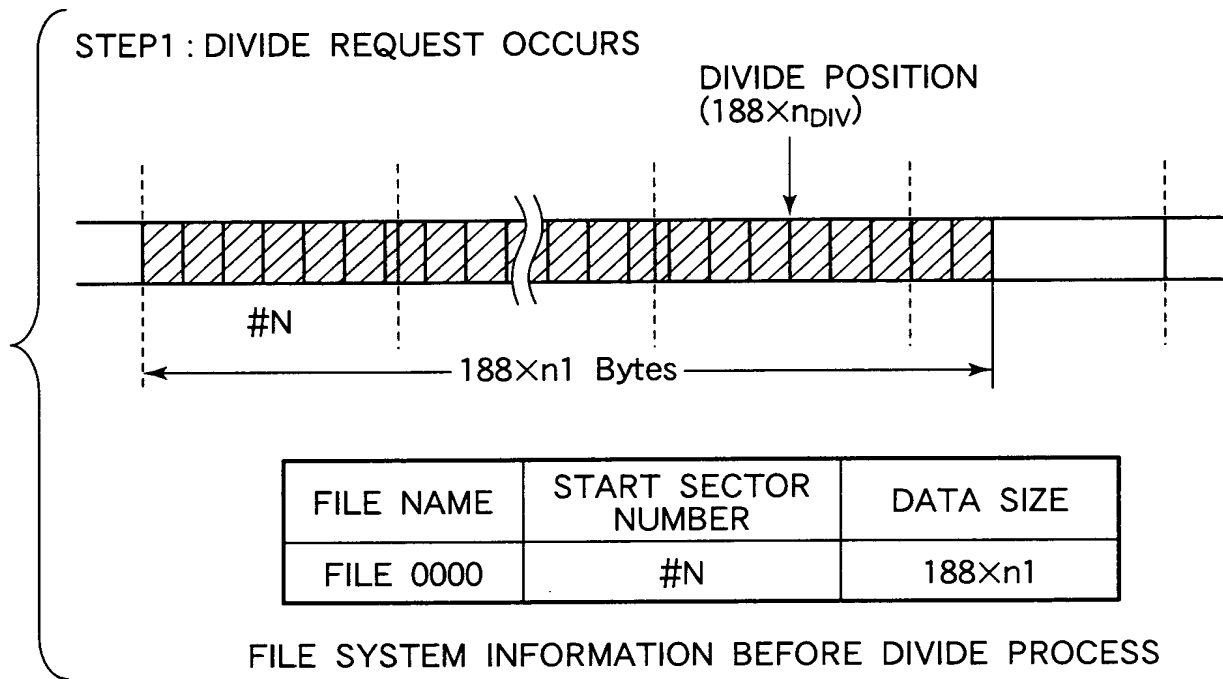 STEP1 : DIVIDE REQUEST OCCURS
DIVIDE POSITION
(188×nDIV)
#N
188×n1 Bytes
FILE NAME
START SECTOR
NUMBER
DATA SIZE
FILE 0000
#N
188×n1
FILE SYSTEM INFORMATION BEFORE DIVIDE PROCESS